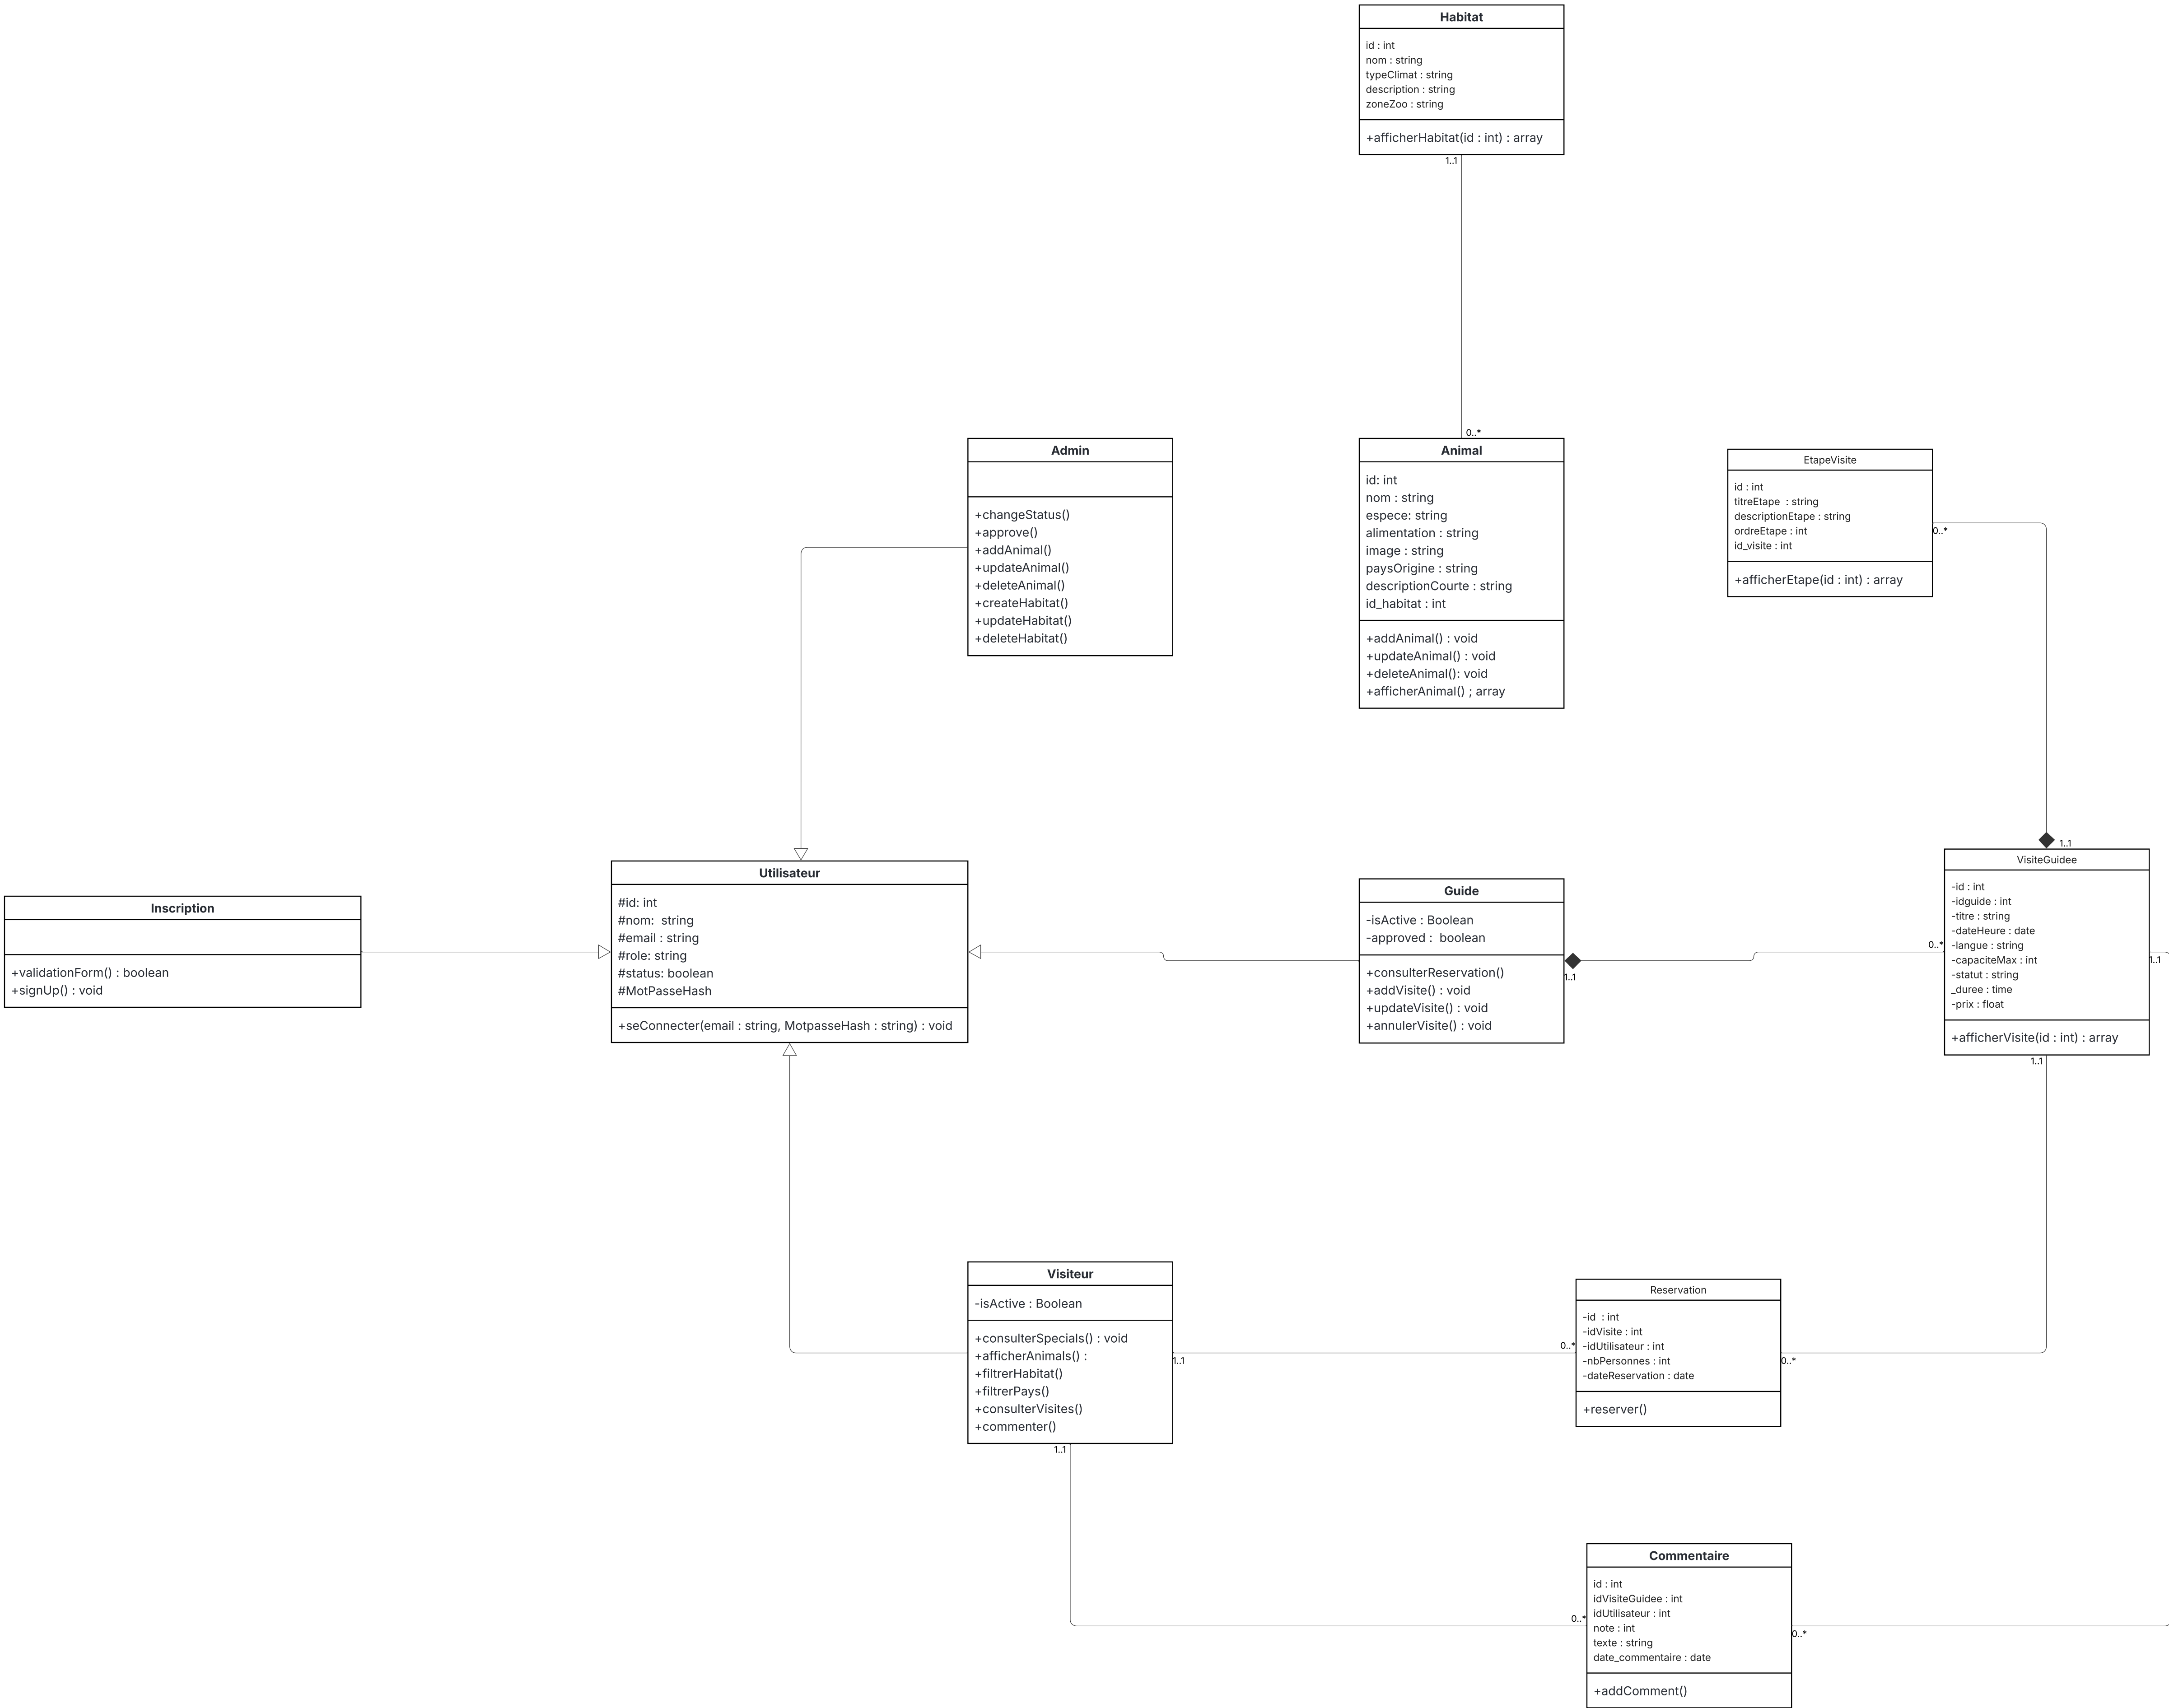 Habitat
id : int
nom : string
typeClimat : string
description : string
zoneZoo : string
+afficherHabitat(id : int) : array
1..1
0..*
Admin
+changeStatus()
+approve()
+addAnimal()
+updateAnimal()
+deleteAnimal()
+createHabitat()
+updateHabitat()
+deleteHabitat()
Animal
id: int
nom : string
espece: string
alimentation : string
image : string
paysOrigine : string
descriptionCourte : string
id_habitat : int
+addAnimal() : void
+updateAnimal() : void
+deleteAnimal(): void
+afficherAnimal() ; array
EtapeVisite
id : int
titreEtape  : string
descriptionEtape : string
ordreEtape : int
id_visite : int
+afficherEtape(id : int) : array
0..*
1..1
Inscription
+validationForm() : boolean
+signUp() : void
Utilisateur
#id: int
#nom:  string
#email : string
#role: string
#status: boolean
#MotPasseHash
+seConnecter(email : string, MotpasseHash : string) : void
Guide
-isActive : Boolean
-approved :  boolean
+consulterReservation()
+addVisite() : void
+updateVisite() : void
+annulerVisite() : void
1..1
0..*
VisiteGuidee
-id : int
-idguide : int
-titre : string
-dateHeure : date
-langue : string
-capaciteMax : int
-statut : string
_duree : time
-prix : float
+afficherVisite(id : int) : array
1..1
1..1
Visiteur
-isActive : Boolean
+consulterSpecials() : void
+afficherAnimals() :
+filtrerHabitat()
+filtrerPays()
+consulterVisites()
+commenter()
1..1
0..*
Reservation
-id  : int
-idVisite : int
-idUtilisateur : int
-nbPersonnes : int
-dateReservation : date
+reserver()
0..*
1..1
0..*
Commentaire
id : int
idVisiteGuidee : int
idUtilisateur : int
note : int
texte : string
date_commentaire : date
+addComment()
0..*